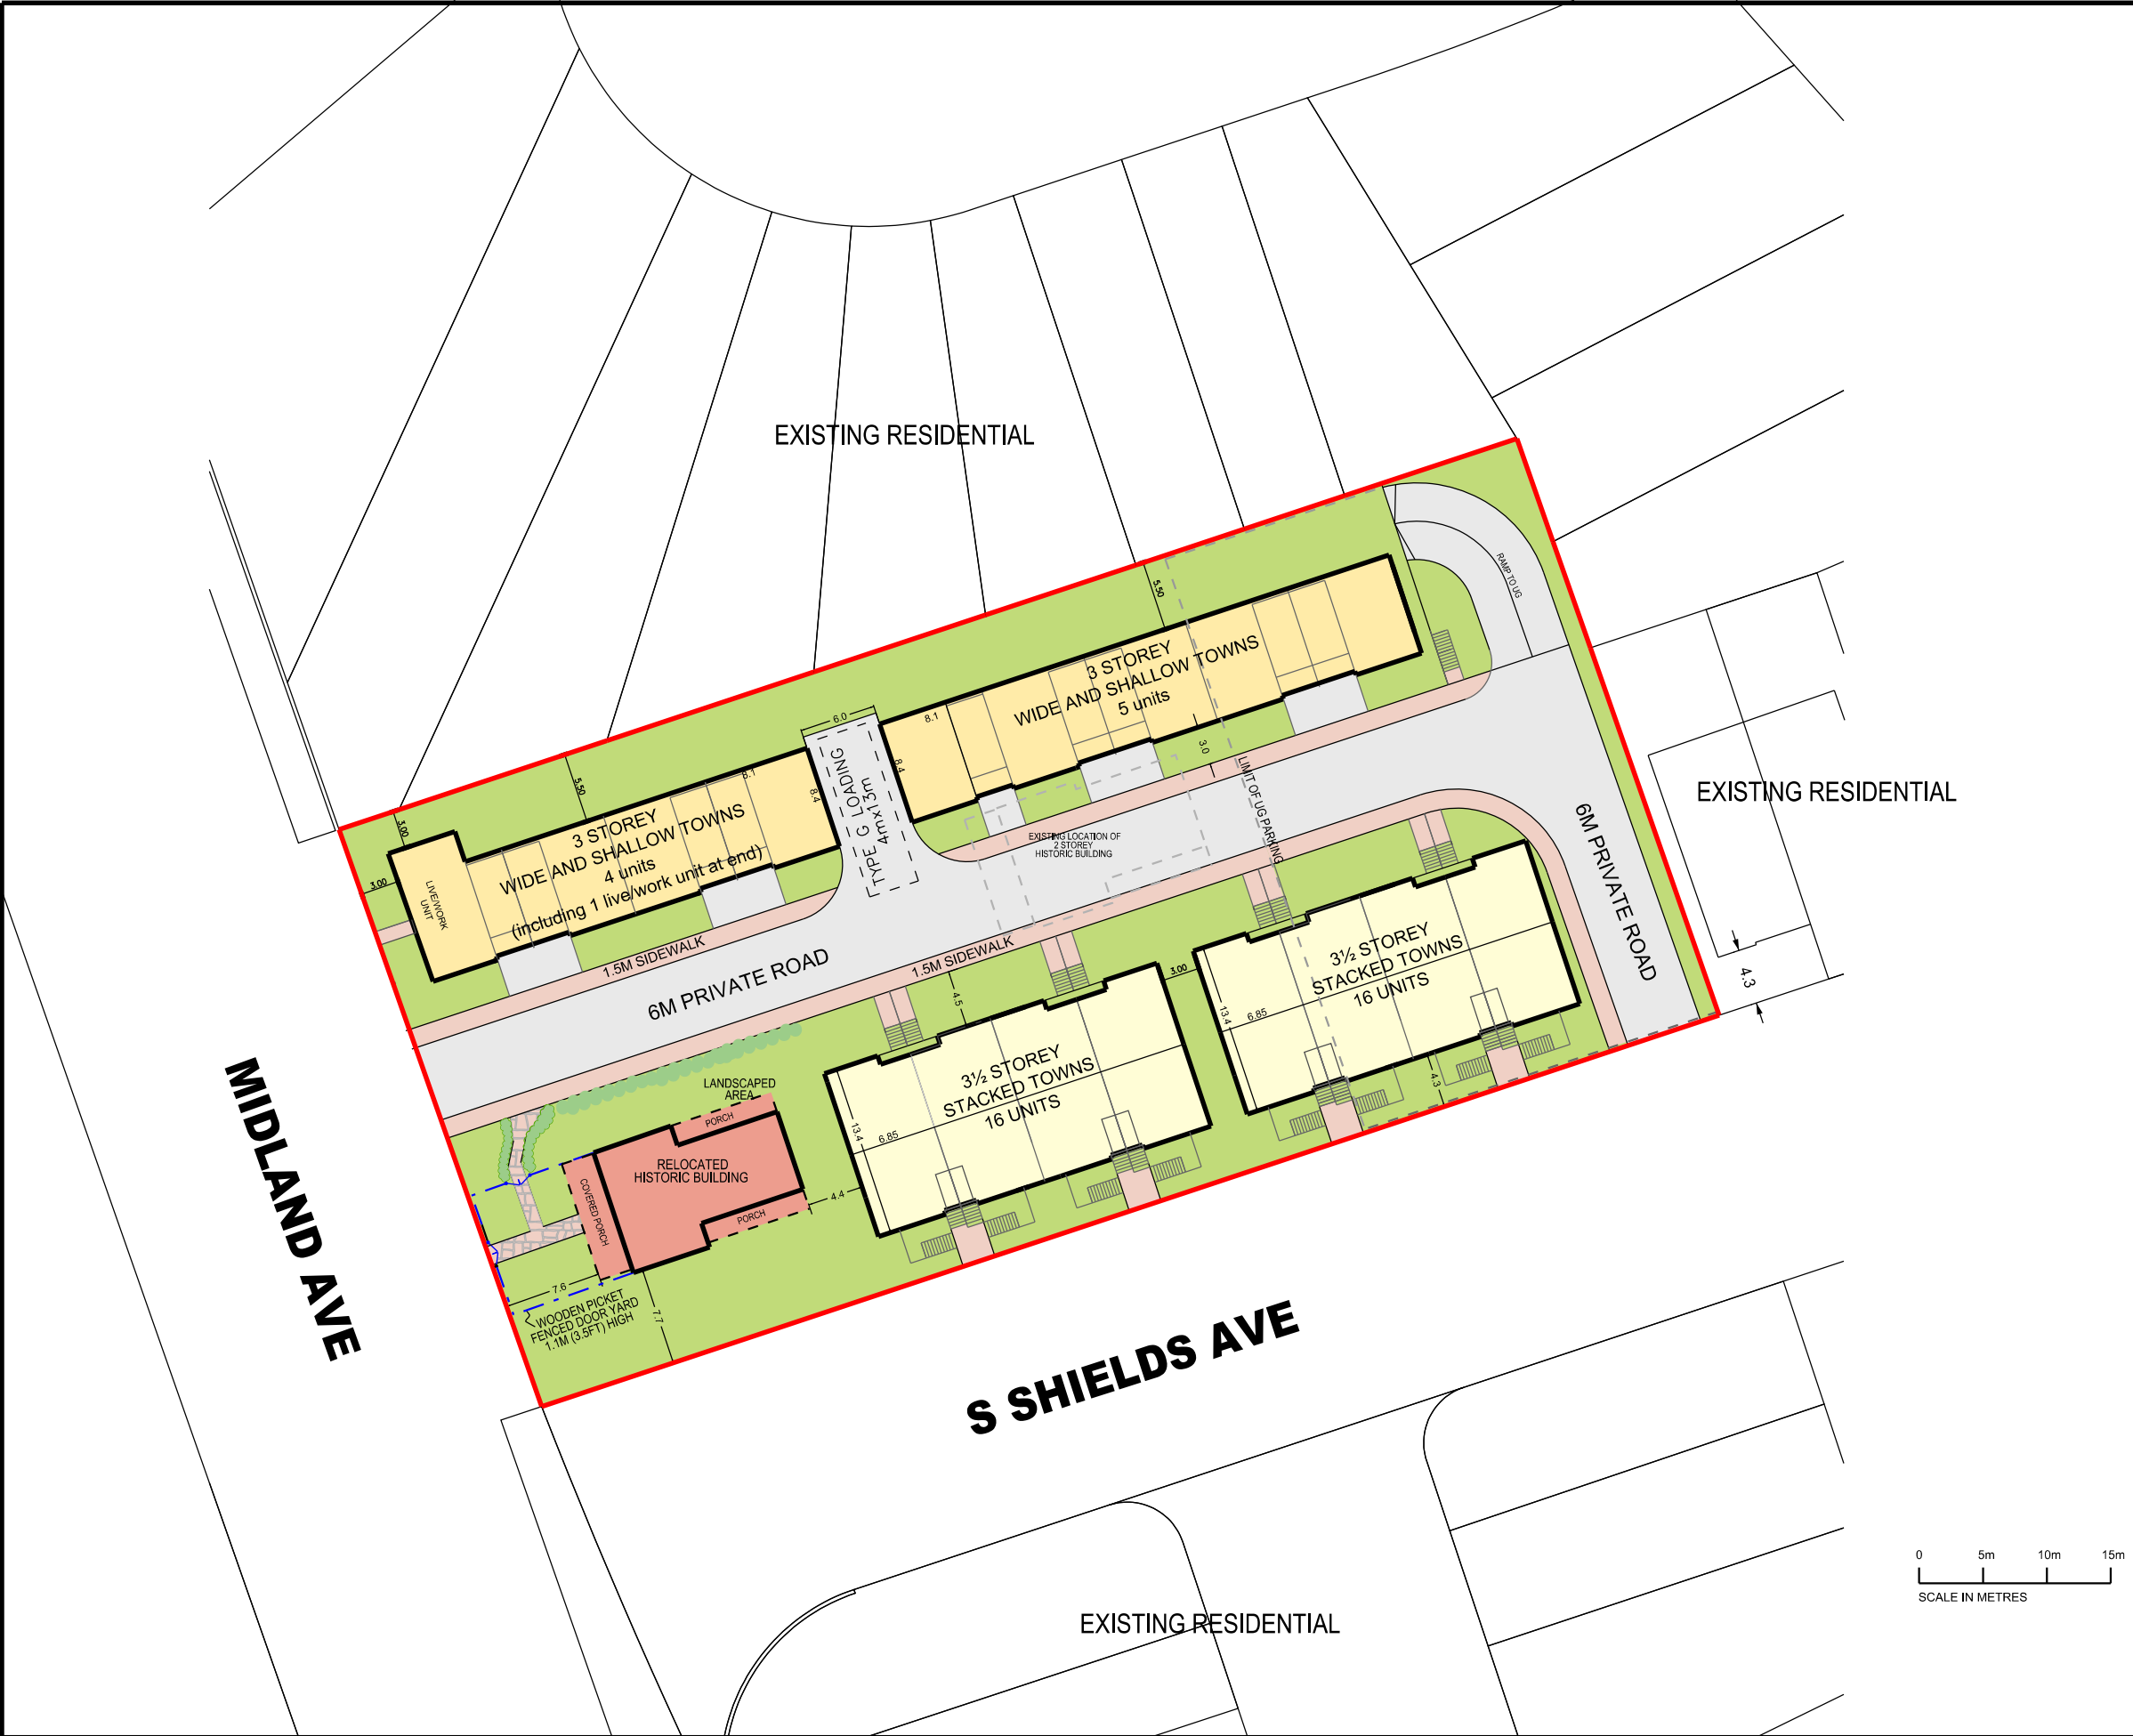 EXISTING RESIDENTIAL
RAMP TO UG
5.50
3 STOREY
WIDE AND SHALLOW TOWNS
5 units
8.1
8.4
3.0
6.0
TYPE G LOADING
4mx13m
5.50
3.00
3.00
3 STOREY
WIDE AND SHALLOW TOWNS
4 units
(including 1 live/work unit at end)
8.1
8.4
LIVE/WORK
UNIT
LIMIT OF UG PARKING
EXISTING LOCATION OF
2 STOREY
HISTORIC BUILDING
EXISTING RESIDENTIAL
6M PRIVATE ROAD
4.3
1.5M SIDEWALK
6M PRIVATE ROAD
1.5M SIDEWALK
4.5
3.00
3½ STOREY
STACKED TOWNS
16 UNITS
13.4
6.85
4.3
3½ STOREY
STACKED TOWNS
16 UNITS
13.4
6.85
LANDSCAPED
AREA
PORCH
RELOCATED
HISTORIC BUILDING
COVERED PORCH
PORCH
4.4
7.6
7.7
WOODEN PICKET
FENCED DOOR YARD
1.1M (3.5FT) HIGH
MIDLAND AVE
S SHIELDS AVE
EXISTING RESIDENTIAL
0 5m 10m 15m
SCALE IN METRES